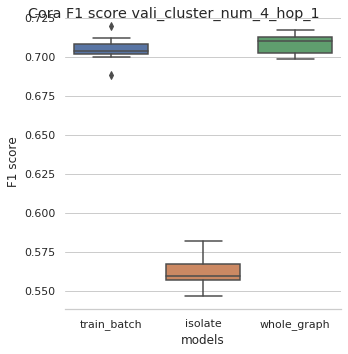 Cora F1 score vali_cluster_num_4_hop_1
0.725
0.700
0.675
0.650
0.625
0.600
0.575
0.550
F1 score
train_batch isolate whole_graph
models